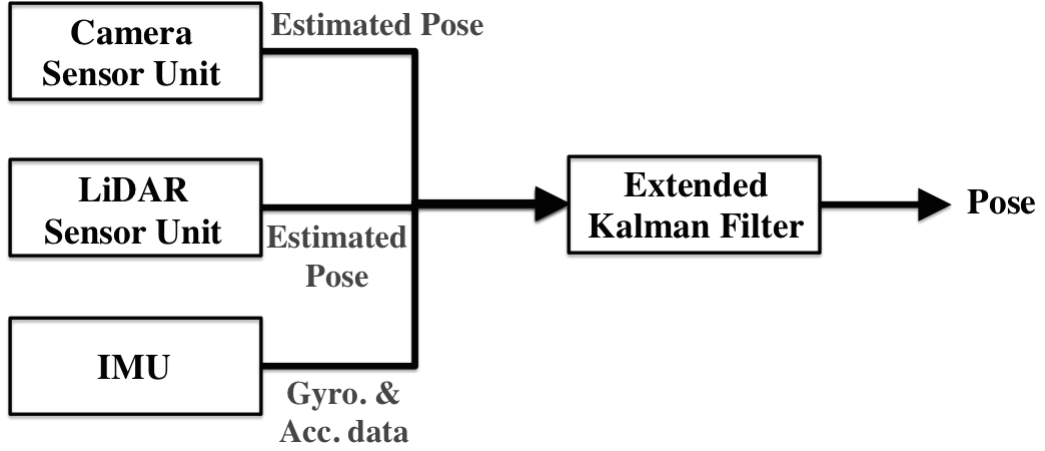 Camera
Sensor Unit
Estimated Pose
LiDAR
Sensor Unit
Estimated
Pose
IMU
Gyro. &
Acc. data
Extended
Kalman Filter
Pose